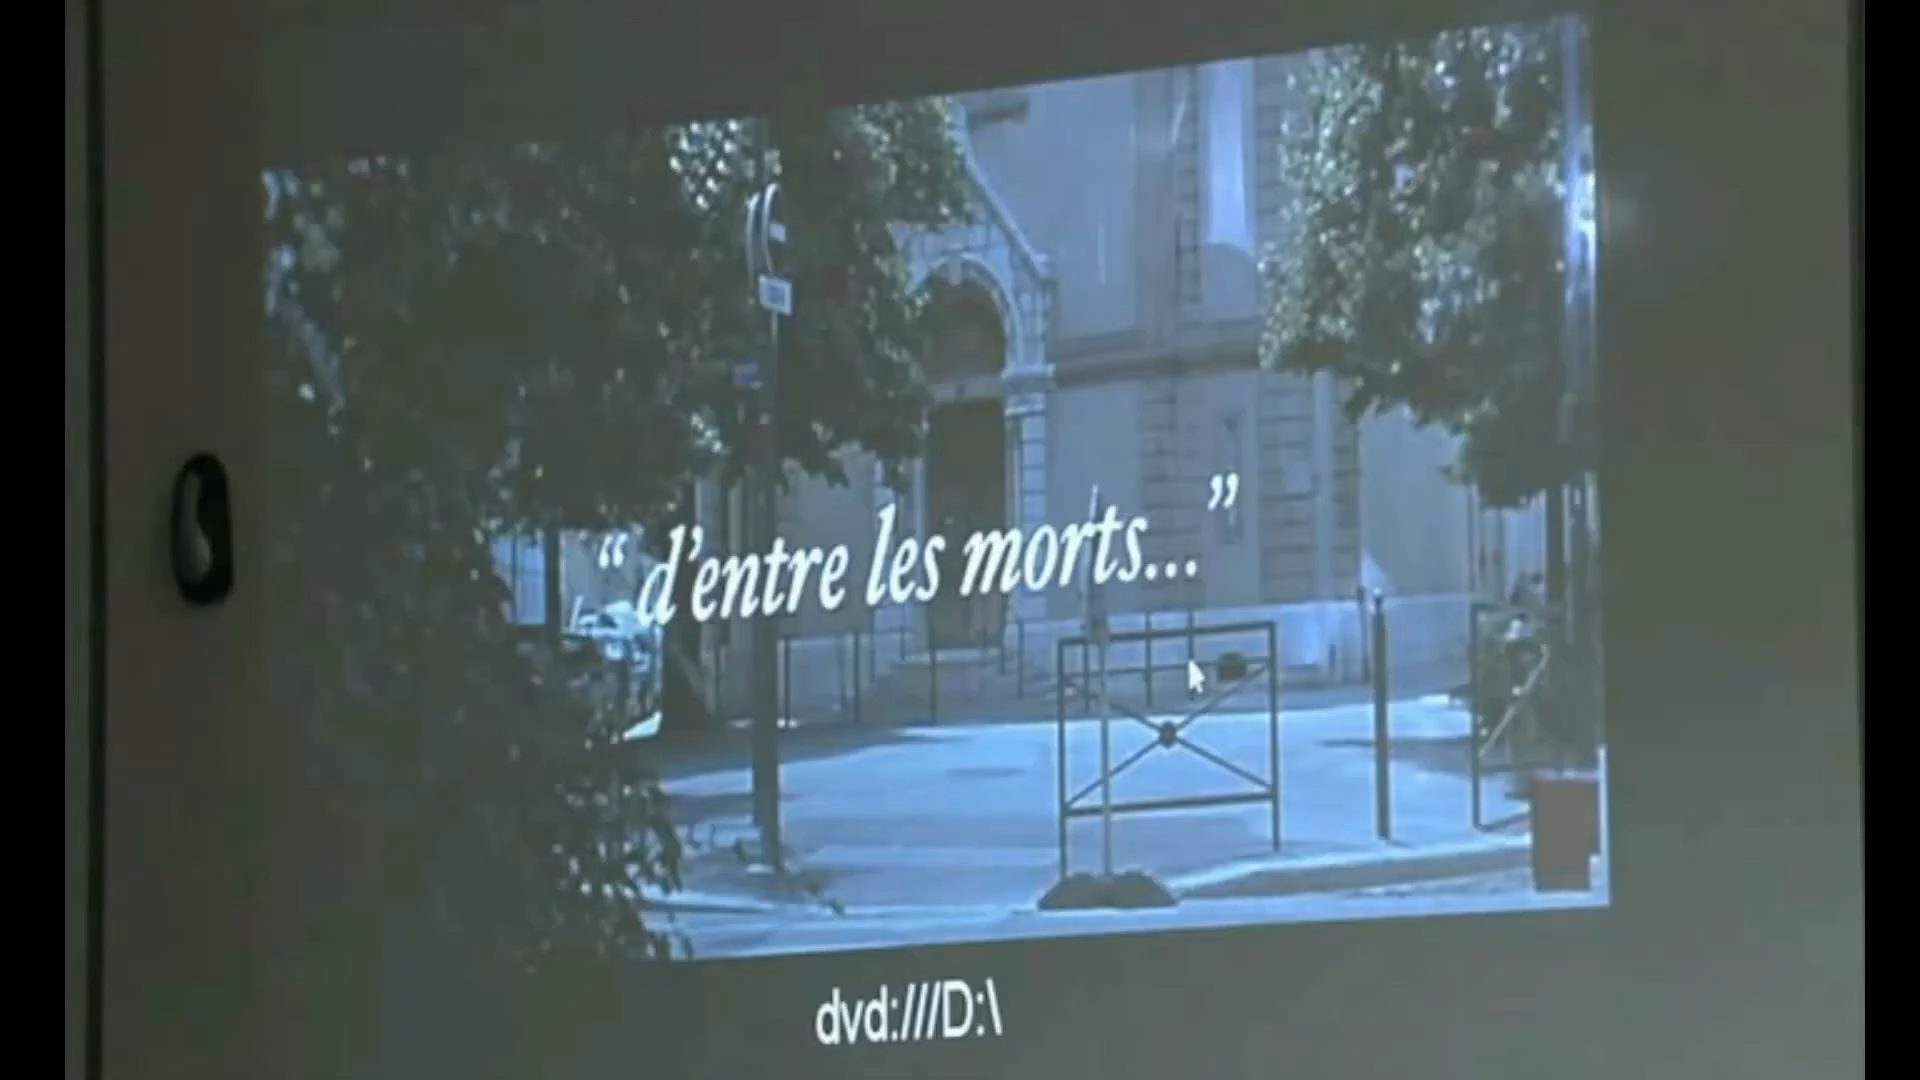 “ d’entre les morts... ”
dvd:///D:\